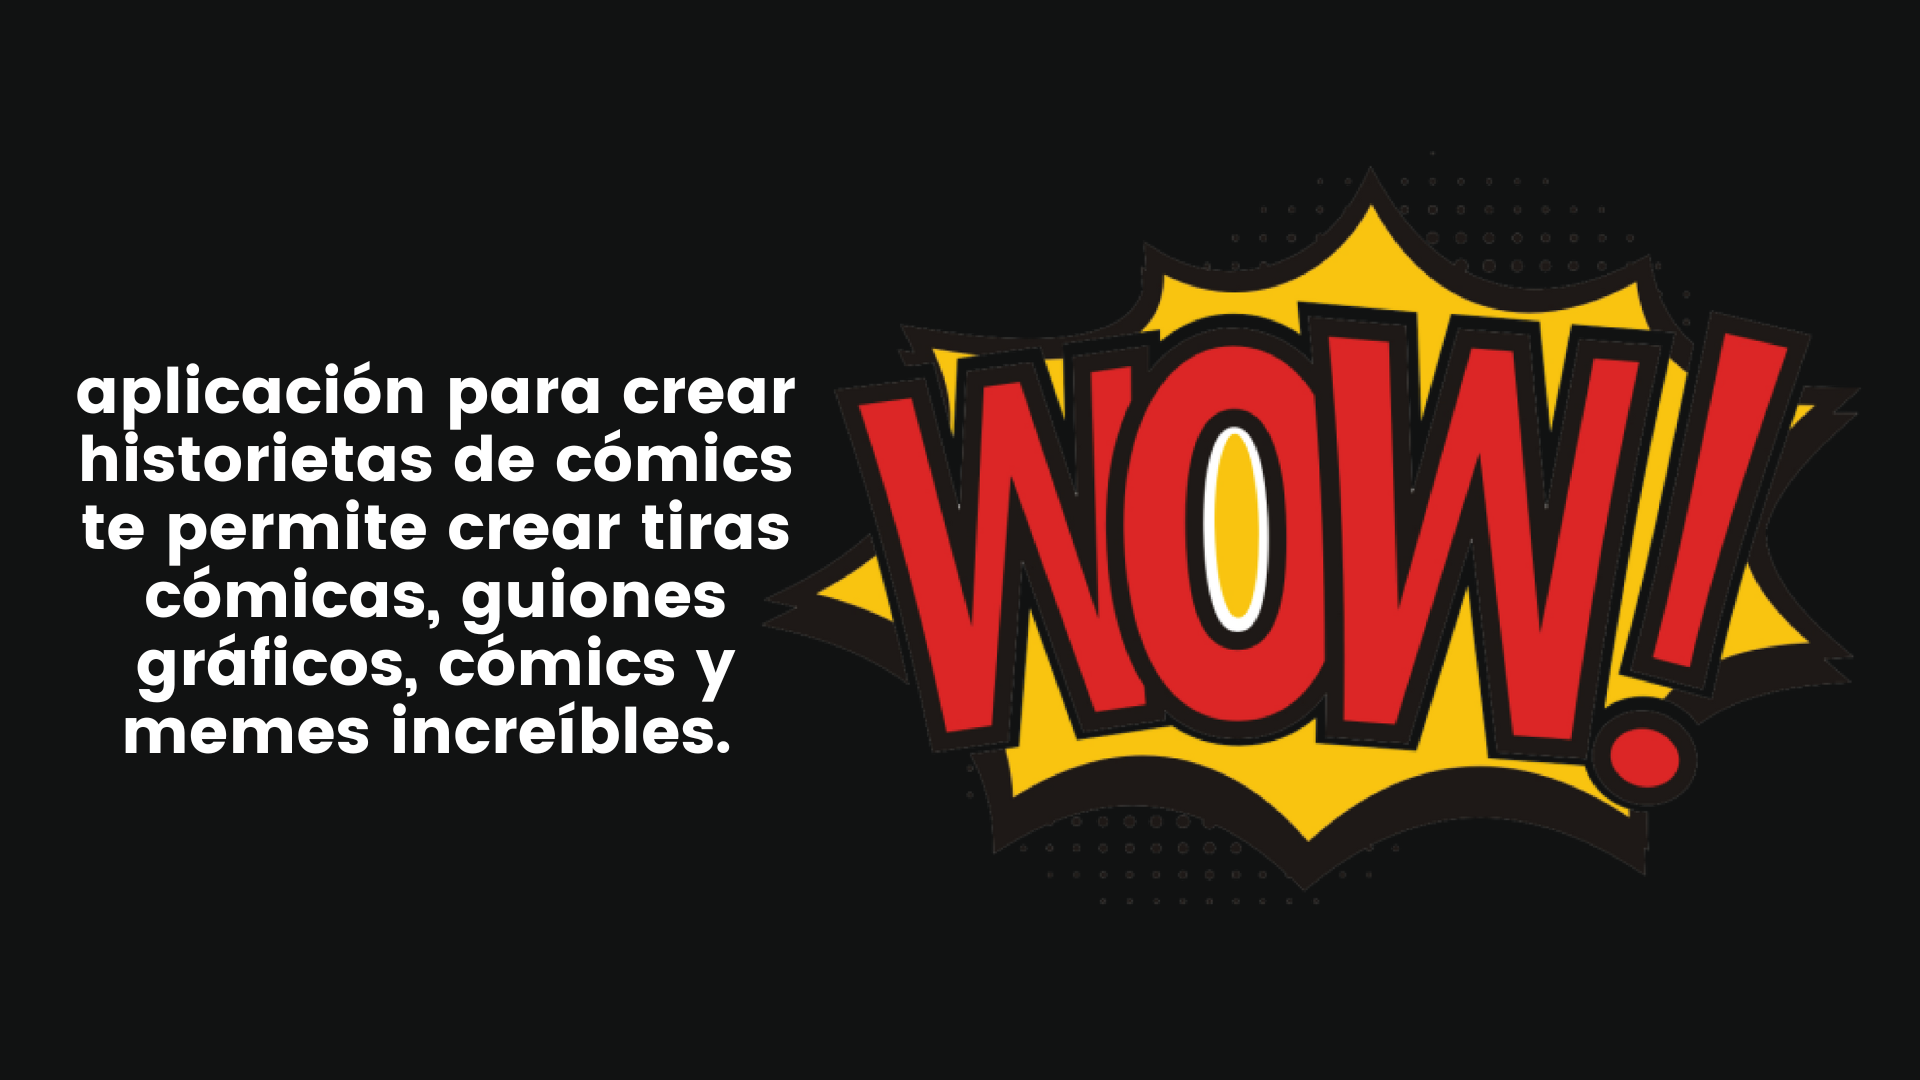 aplicación para crear
historietas de cómics
te permite crear tiras
cómicas, guiones
gráficos, cómics y
memes increíbles.
WOW!